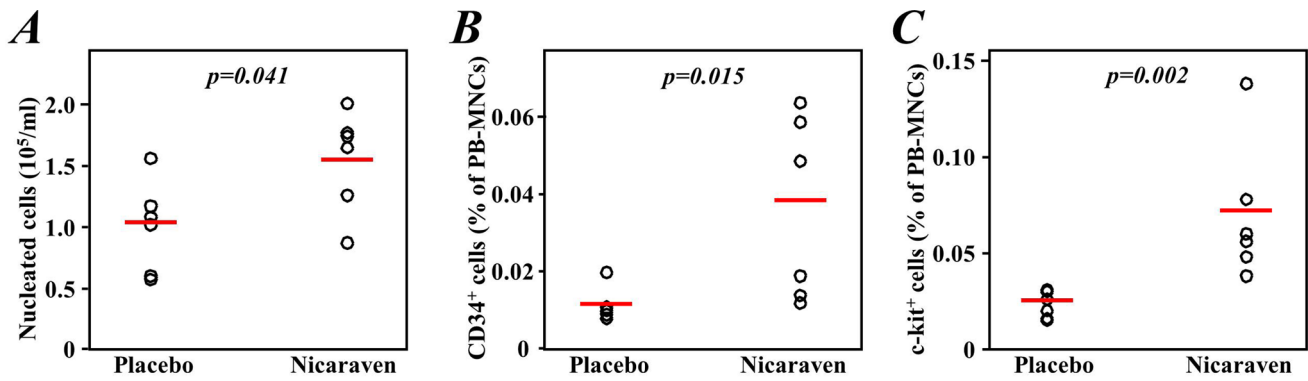 A
Nucleated cells (10⁵/ml)
2.0
1.5
1.0
0.5
0
p=0.041
Placebo
Nicaraven
B
CD34⁺ cells (% of PB-MNCs)
0.06
0.04
0.02
0
p=0.015
Placebo
Nicaraven
C
c-kit⁺ cells (% of PB-MNCs)
0.15
0.10
0.05
0
p=0.002
Placebo
Nicaraven